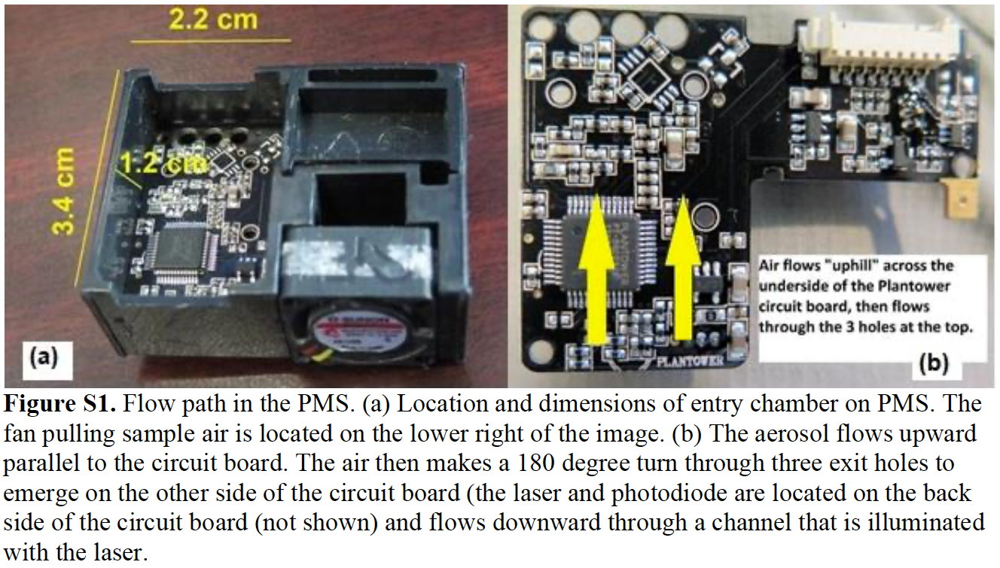 2.2 cm
3.4 cm
1.2 cm
(a)
Air flows "uphill" across the
underside of the Plantower
circuit board, then flows
through the 3 holes at the top.
PLANTOWER
(b)
Figure S1. Flow path in the PMS. (a) Location and dimensions of entry chamber on PMS. The
fan pulling sample air is located on the lower right of the image. (b) The aerosol flows upward
parallel to the circuit board. The air then makes a 180 degree turn through three exit holes to
emerge on the other side of the circuit board (the laser and photodiode are located on the back
side of the circuit board (not shown) and flows downward through a channel that is illuminated
with the laser.